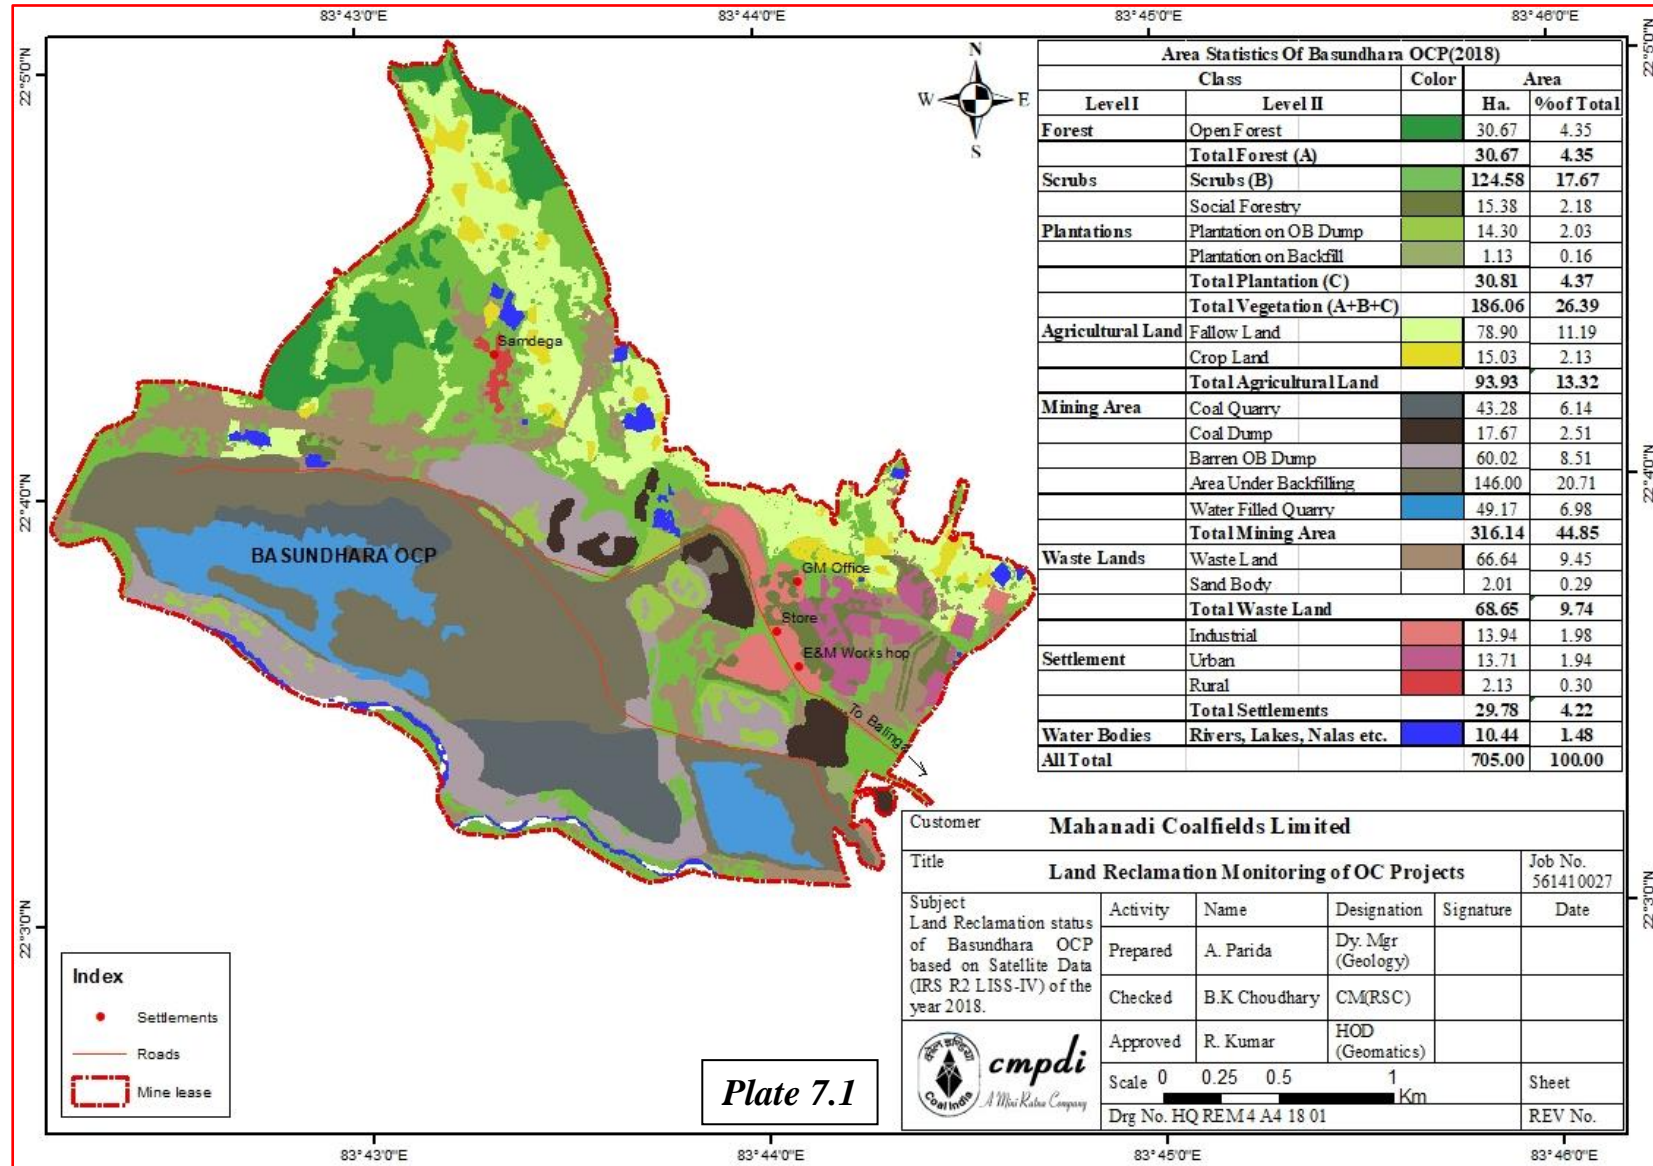 83°43'0"E 83°44'0"E 83°45'0"E 83°46'0"E
22°5'0"N 22°5'0"N
22°4'0"N 22°4'0"N
22°3'0"N 22°3'0"N
N
W E
S
Samdega
BASUNDHARA OCP
GM Office
Store
E&M Workshop
To Balinga
Area Statistics Of Basundhara OCP(2018)
Class Color Area
Level I Level II Ha. % of Total
Forest Open Forest 30.67 4.35
Total Forest (A) 30.67 4.35
Scrubs Scrubs (B) 124.58 17.67
Social Forestry 15.38 2.18
Plantations Plantation on OB Dump 14.30 2.03
Plantation on Backfill 1.13 0.16
Total Plantation (C) 30.81 4.37
Total Vegetation (A+B+C) 186.06 26.39
Agricultural Land Fallow Land 78.90 11.19
Crop Land 15.03 2.13
Total Agricultural Land 93.93 13.32
Mining Area Coal Quarry 43.28 6.14
Coal Dump 17.67 2.51
Barren OB Dump 60.02 8.51
Area Under Backfilling 146.00 20.71
Water Filled Quarry 49.17 6.98
Total Mining Area 316.14 44.85
Waste Lands Waste Land 66.64 9.45
Sand Body 2.01 0.29
Total Waste Land 68.65 9.74
Industrial 13.94 1.98
Settlement Urban 13.71 1.94
Rural 2.13 0.30
Total Settlements 29.78 4.22
Water Bodies Rivers, Lakes, Nalas etc. 10.44 1.48
All Total 705.00 100.00
Customer Mahanadi Coalfields Limited
Title Land Reclamation Monitoring of OC Projects
Job No.
561410027
Subject
Land Reclamation status
of Basundhara OCP
based on Satellite Data
(IRS R2 LISS-IV) of the
year 2018.
Activity Name Designation Signature Date
Prepared A. Parida Dy. Mgr
(Geology)
Checked B.K Choudhary CM(RSC)
Approved R. Kumar HOD
(Geomatics)
Scale 0 0.25 0.5 1
Km
Sheet
Drg No. HQ REM 4 A4 18 01 REV No.
कोल इण्डिया
Coal India
cmpdi
A Mini Ratna Company
Index
Settlements
Roads
Mine lease
Plate 7.1
83°43'0"E 83°44'0"E 83°45'0"E 83°46'0"E